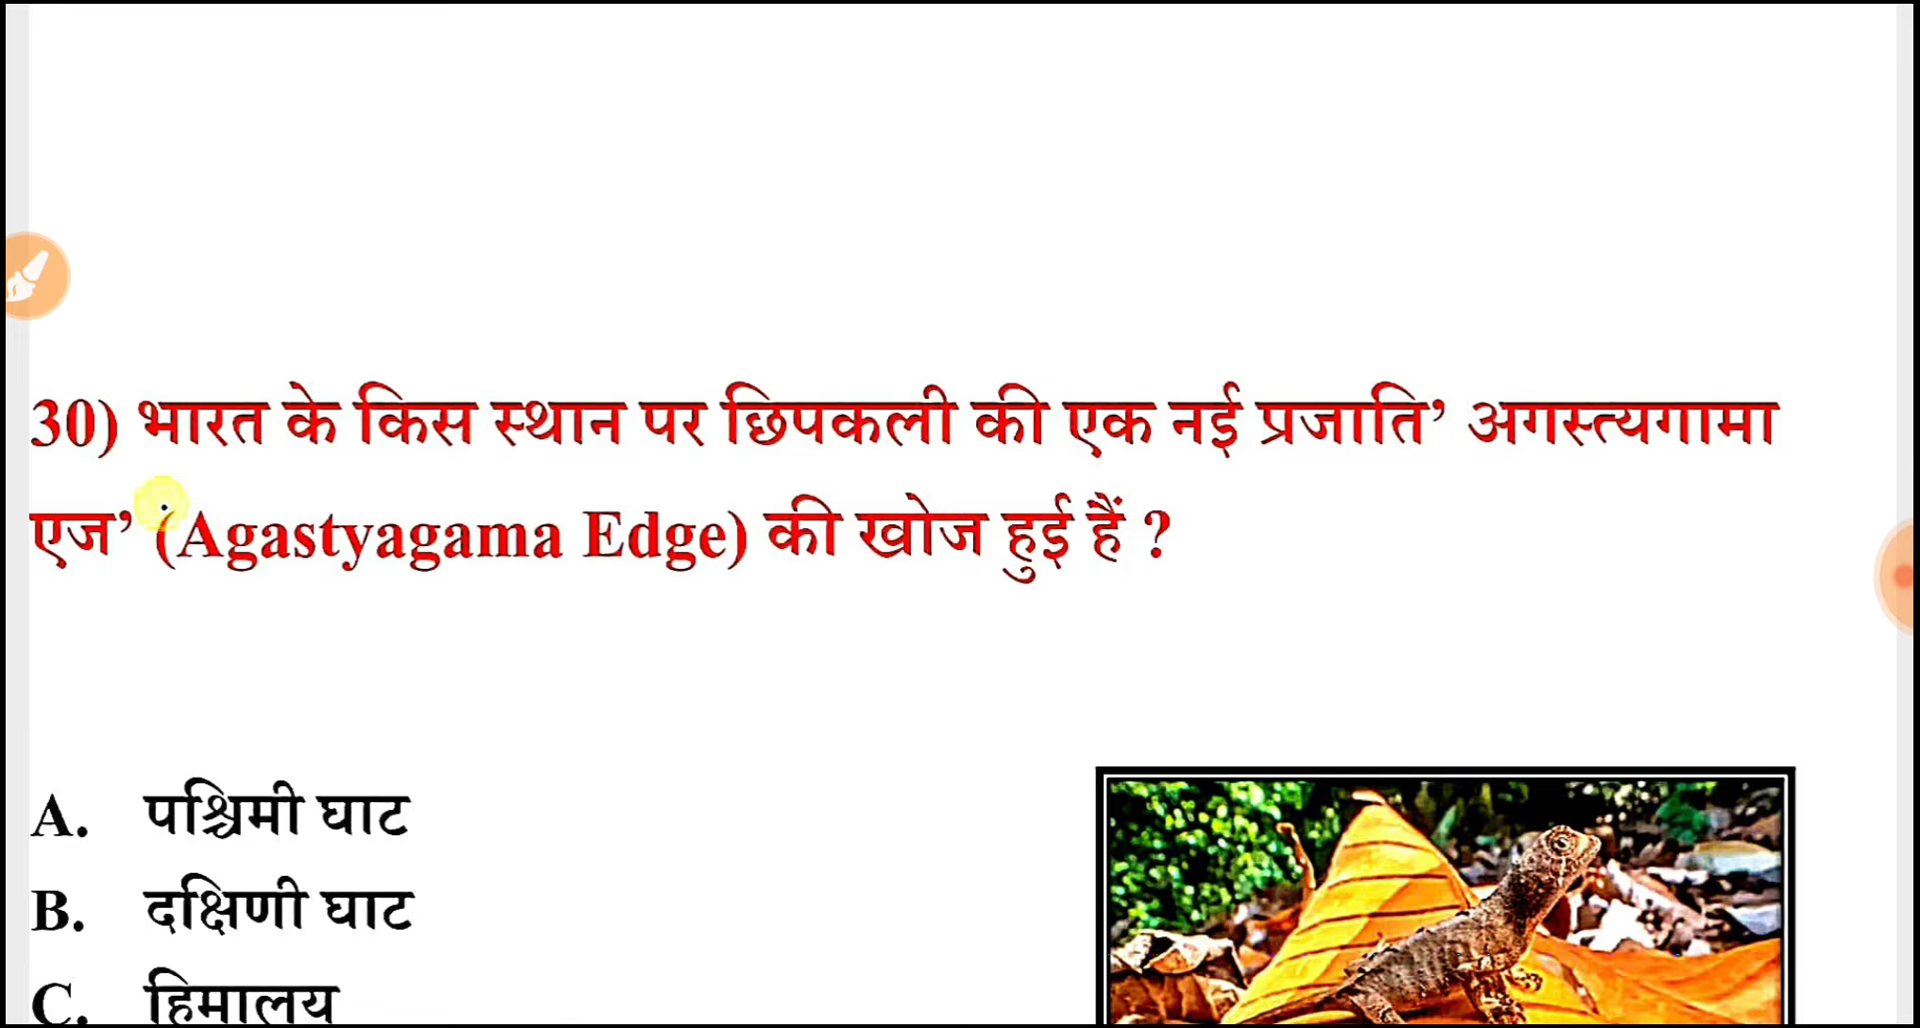 30) भारत के किस स्थान पर छिपकली की एक नई प्रजाति’ अगस्त्यगामा
एज’ (Agastyagama Edge) की खोज हुई हैं ?
A. पश्चिमी घाट
B. दक्षिणी घाट
C. हिमालय